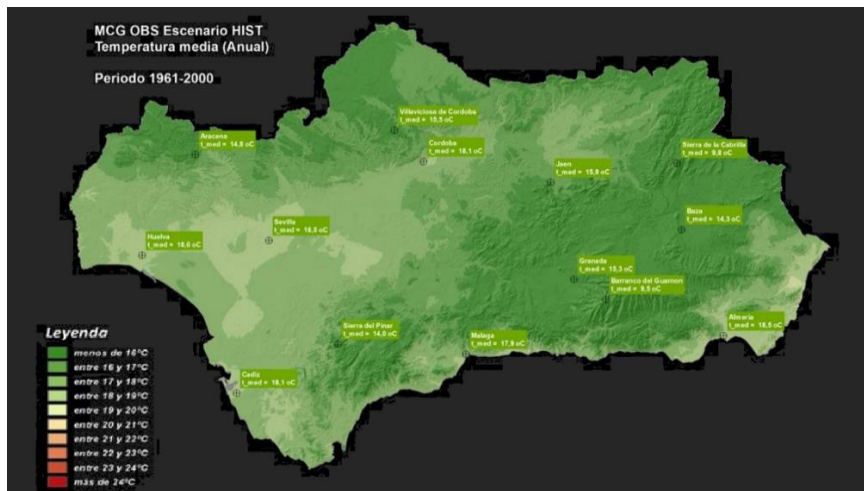 MCG OBS Escenario HIST
Temperatura media (Anual)
Periodo 1961-2000
Villaviciosa de Cordoba
t_med = 15,5 oC
Aracena
t_med = 14,8 oC
Cordoba
t_med = 18,1 oC
Jaen
t_med = 15,9 oC
Sierra de la Cabrilla
t_med = 9,8 oC
Baza
t_med = 14,3 oC
Sevilla
t_med = 18,5 oC
Huelva
t_med = 18,0 oC
Granada
t_med = 15,3 oC
Barranco del Guarnon
t_med = 9,5 oC
Almeria
t_med = 18,5 oC
Sierra del Pinar
t_med = 14,0 oC
Malaga
t_med = 17,9 oC
Cadiz
t_med = 18,1 oC
Leyenda
menos de 16ºC
entre 16 y 17ºC
entre 17 y 18ºC
entre 18 y 19ºC
entre 19 y 20ºC
entre 20 y 21ºC
entre 21 y 22ºC
entre 22 y 23ºC
entre 23 y 24ºC
más de 24ºC